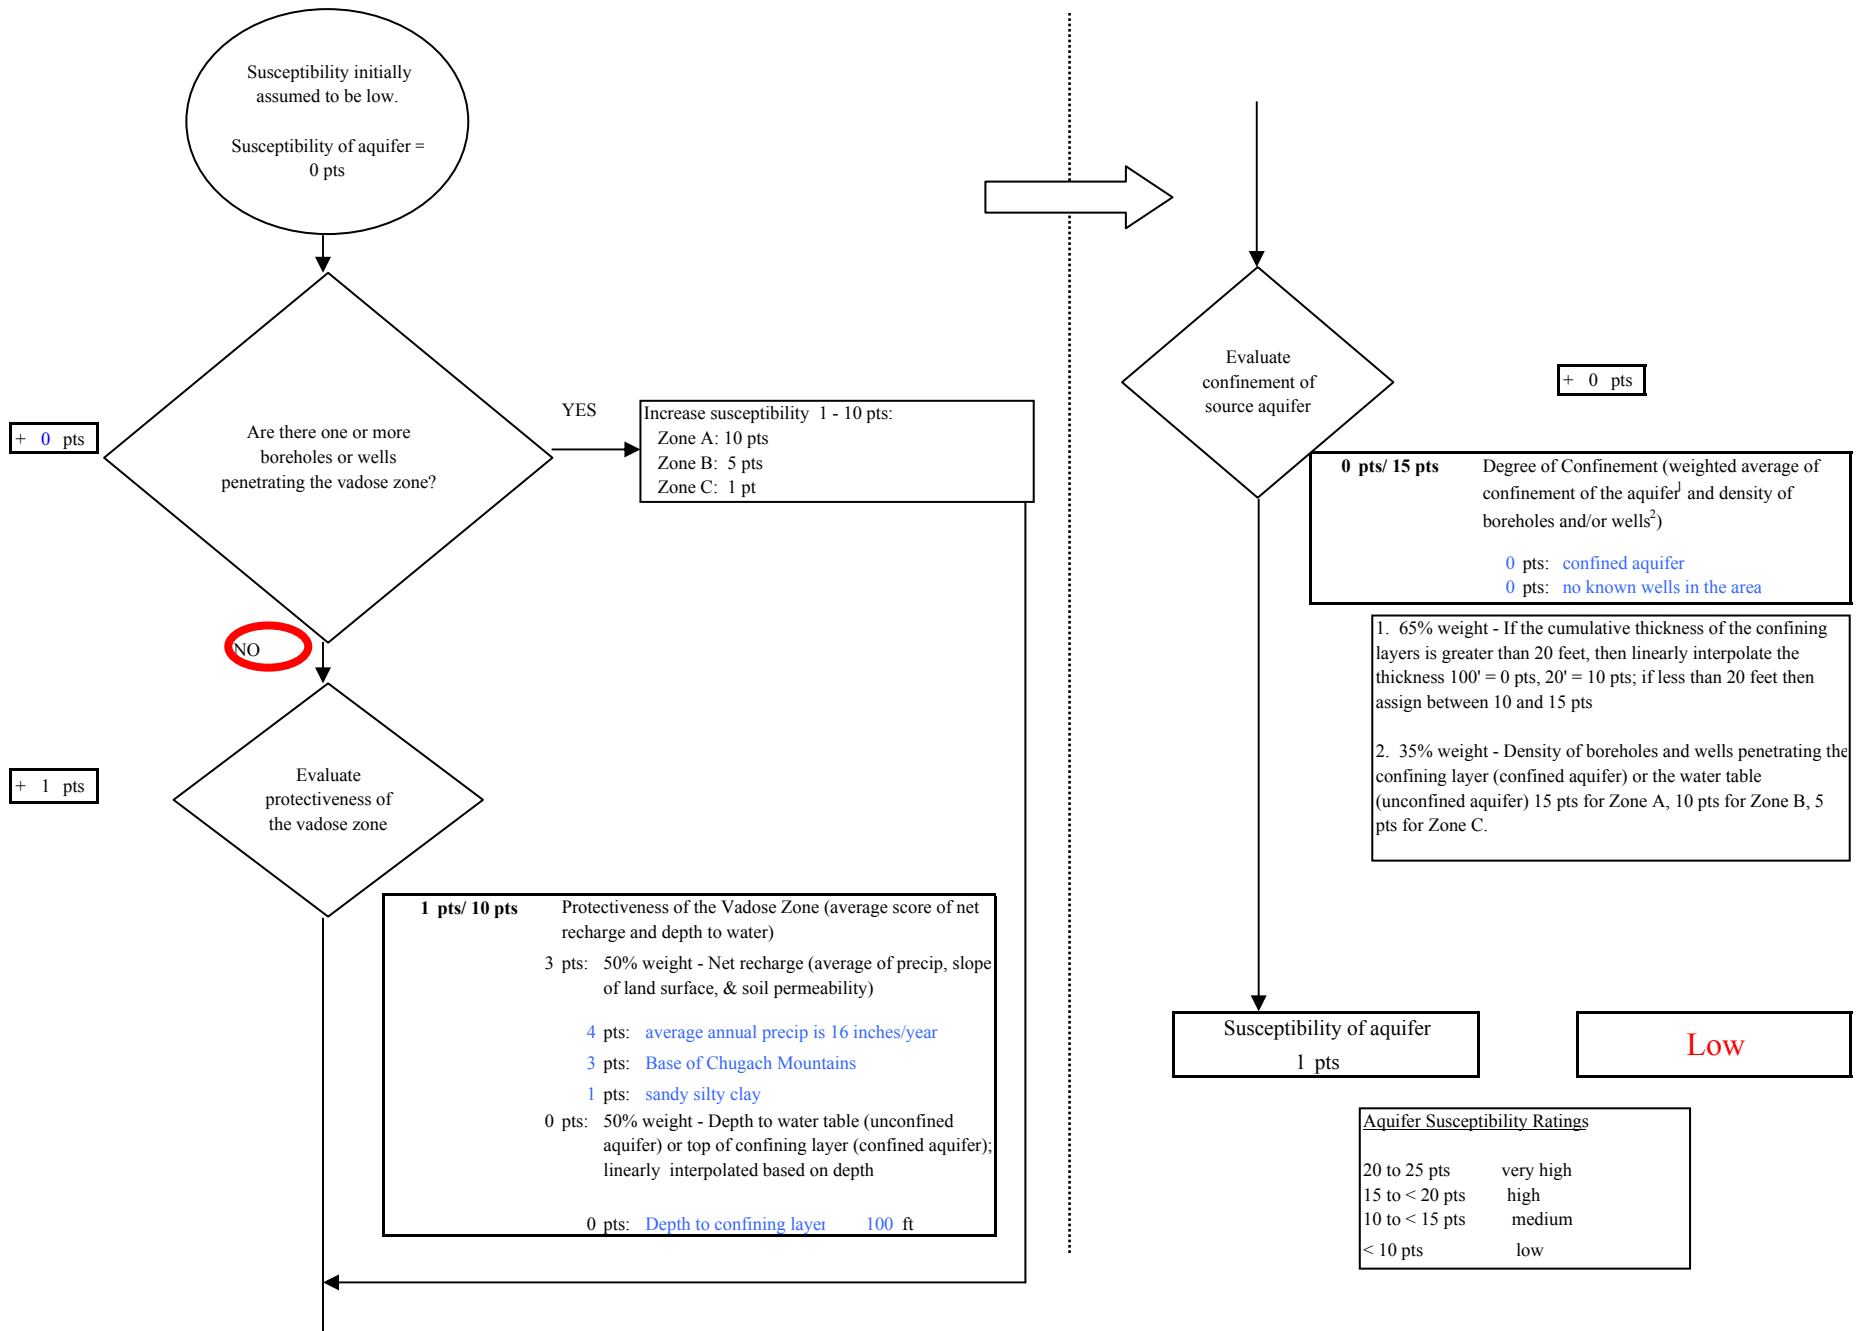 Susceptibility initially
assumed to be low.
Susceptibility of aquifer =
0 pts
+ 0 pts
Are there one or more
boreholes or wells
penetrating the vadose zone?
YES
Increase susceptibility 1 - 10 pts:
Zone A: 10 pts
Zone B: 5 pts
Zone C: 1 pt
NO
+ 1 pts
Evaluate
protectiveness of
the vadose zone
1 pts/ 10 pts Protectiveness of the Vadose Zone (average score of net
recharge and depth to water)
3 pts: 50% weight - Net recharge (average of precip, slope
of land surface, & soil permeability)
4 pts: average annual precip is 16 inches/year
3 pts: Base of Chugach Mountains
1 pts: sandy silty clay
0 pts: 50% weight - Depth to water table (unconfined
aquifer) or top of confining layer (confined aquifer);
linearly interpolated based on depth
0 pts: Depth to confining layer 100 ft
Evaluate
confinement of
source aquifer
+ 0 pts
0 pts/ 15 pts Degree of Confinement (weighted average of
confinement of the aquifer1 and density of
boreholes and/or wells2)
0 pts: confined aquifer
0 pts: no known wells in the area
1. 65% weight - If the cumulative thickness of the confining
layers is greater than 20 feet, then linearly interpolate the
thickness 100' = 0 pts, 20' = 10 pts; if less than 20 feet then
assign between 10 and 15 pts
2. 35% weight - Density of boreholes and wells penetrating the
confining layer (confined aquifer) or the water table
(unconfined aquifer) 15 pts for Zone A, 10 pts for Zone B, 5
pts for Zone C.
Susceptibility of aquifer
1 pts
Low
Aquifer Susceptibility Ratings
20 to 25 pts very high
15 to < 20 pts high
10 to < 15 pts medium
< 10 pts low